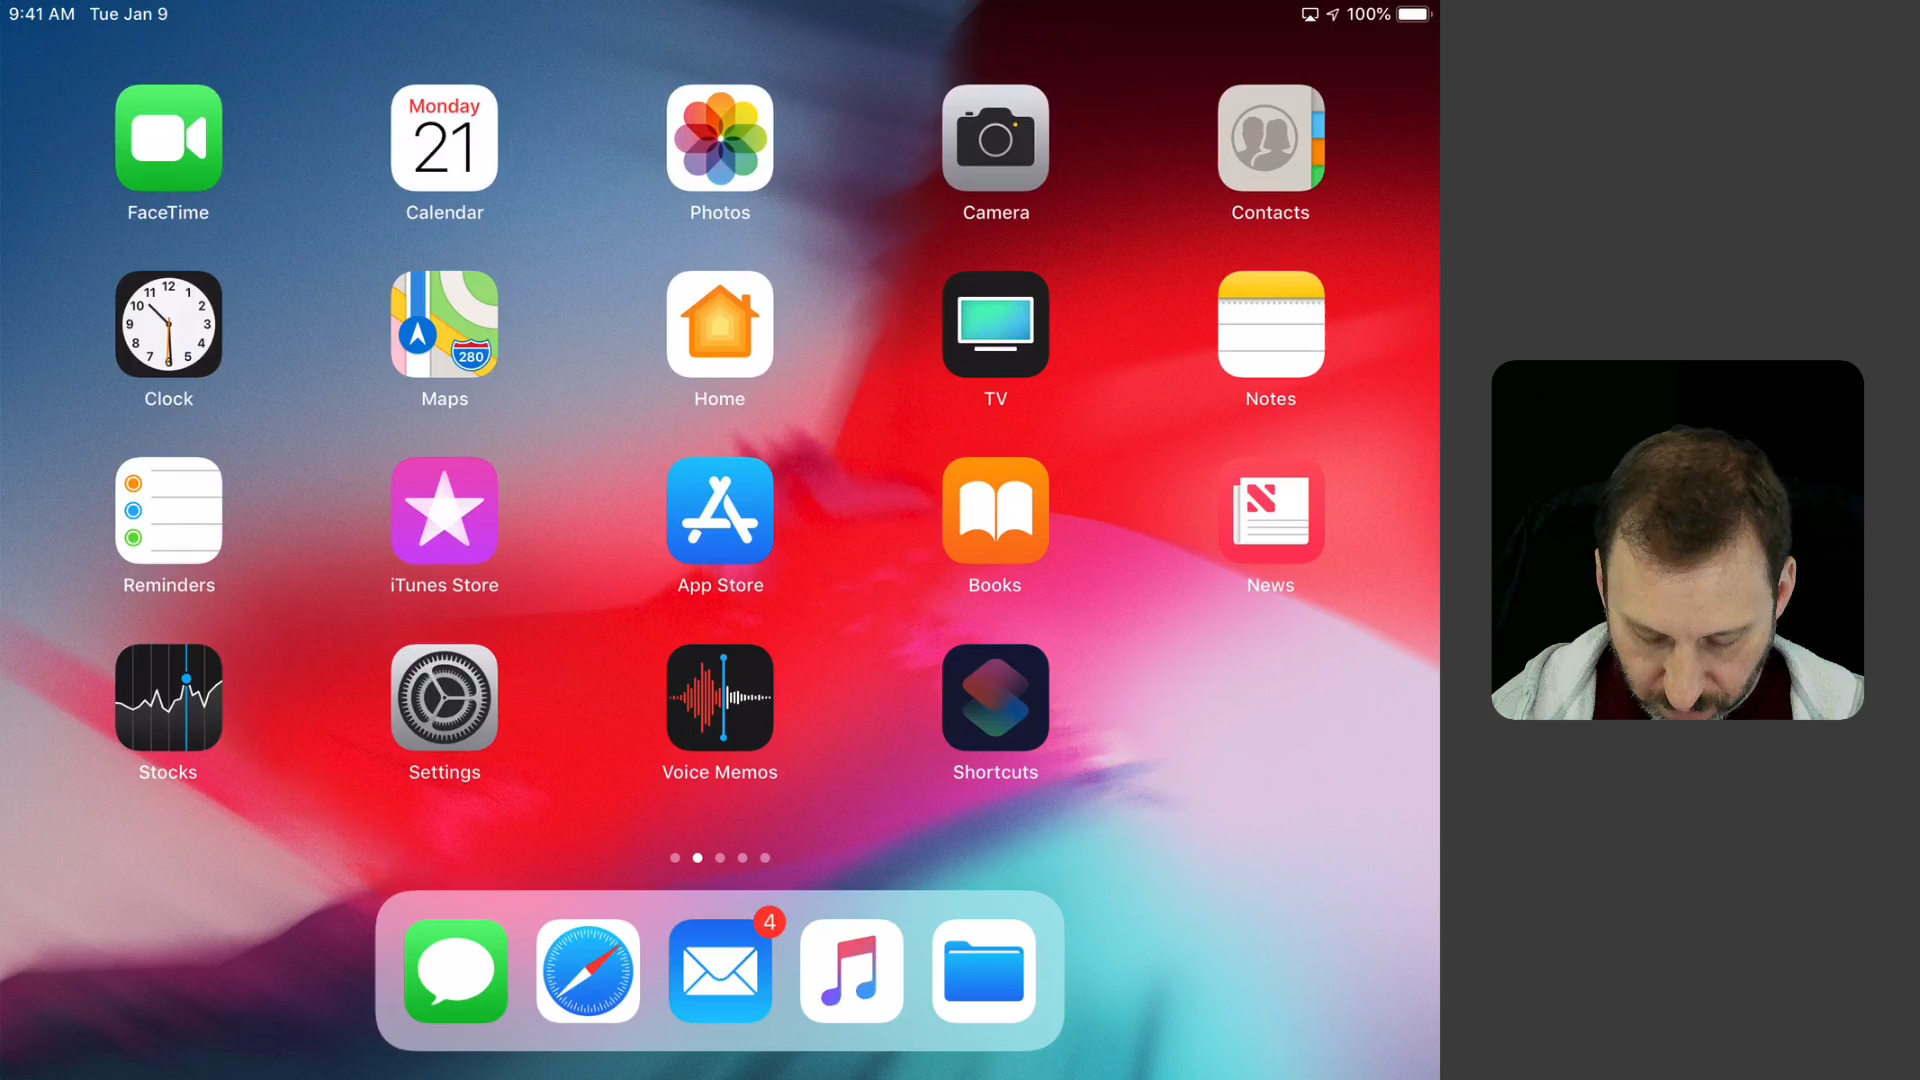 9:41 AM Tue Jan 9 100%
Monday
21
FaceTime Calendar Photos Camera Contacts
12
11 1
10 2
9 3
8 4
7 5
6
280
Clock Maps Home TV Notes
Reminders iTunes Store App Store Books News
Stocks Settings Voice Memos Shortcuts
4